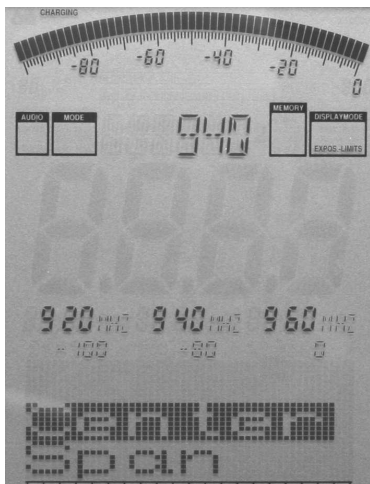 CHARGING
-80 -60 -40 -20 0
AUDIO MODE MEMORY DISPLAYMODE
940
EXPOS.-LIMITS
920 MHZ 940 MHZ 960 MHZ
-100 -80 0
Center
Span